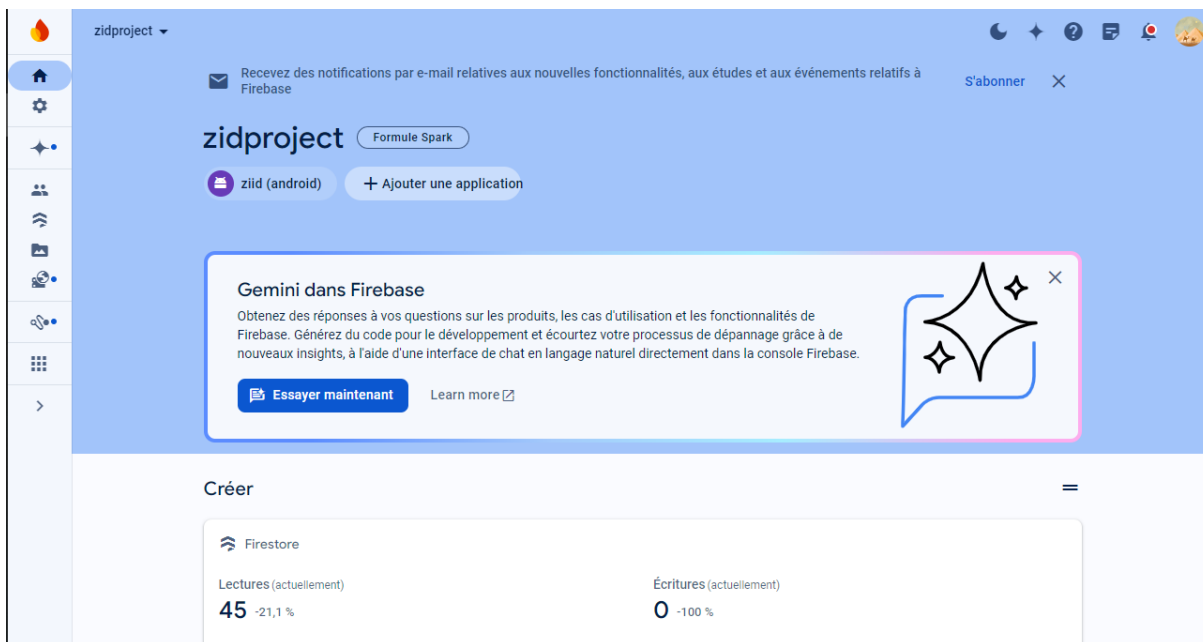 zidproject
Recevez des notifications par e-mail relatives aux nouvelles fonctionnalités, aux études et aux événements relatifs à
Firebase
S'abonner
zidproject
Formule Spark
ziid (android)
+ Ajouter une application
Gemini dans Firebase
Obtenez des réponses à vos questions sur les produits, les cas d'utilisation et les fonctionnalités de
Firebase. Générez du code pour le développement et écourtez votre processus de dépannage grâce à de
nouveaux insights, à l'aide d'une interface de chat en langage naturel directement dans la console Firebase.
Essayer maintenant
Learn more
Créer
Firestore
Lectures (actuellement)
Écritures (actuellement)
45 -21,1 %
0 -100 %